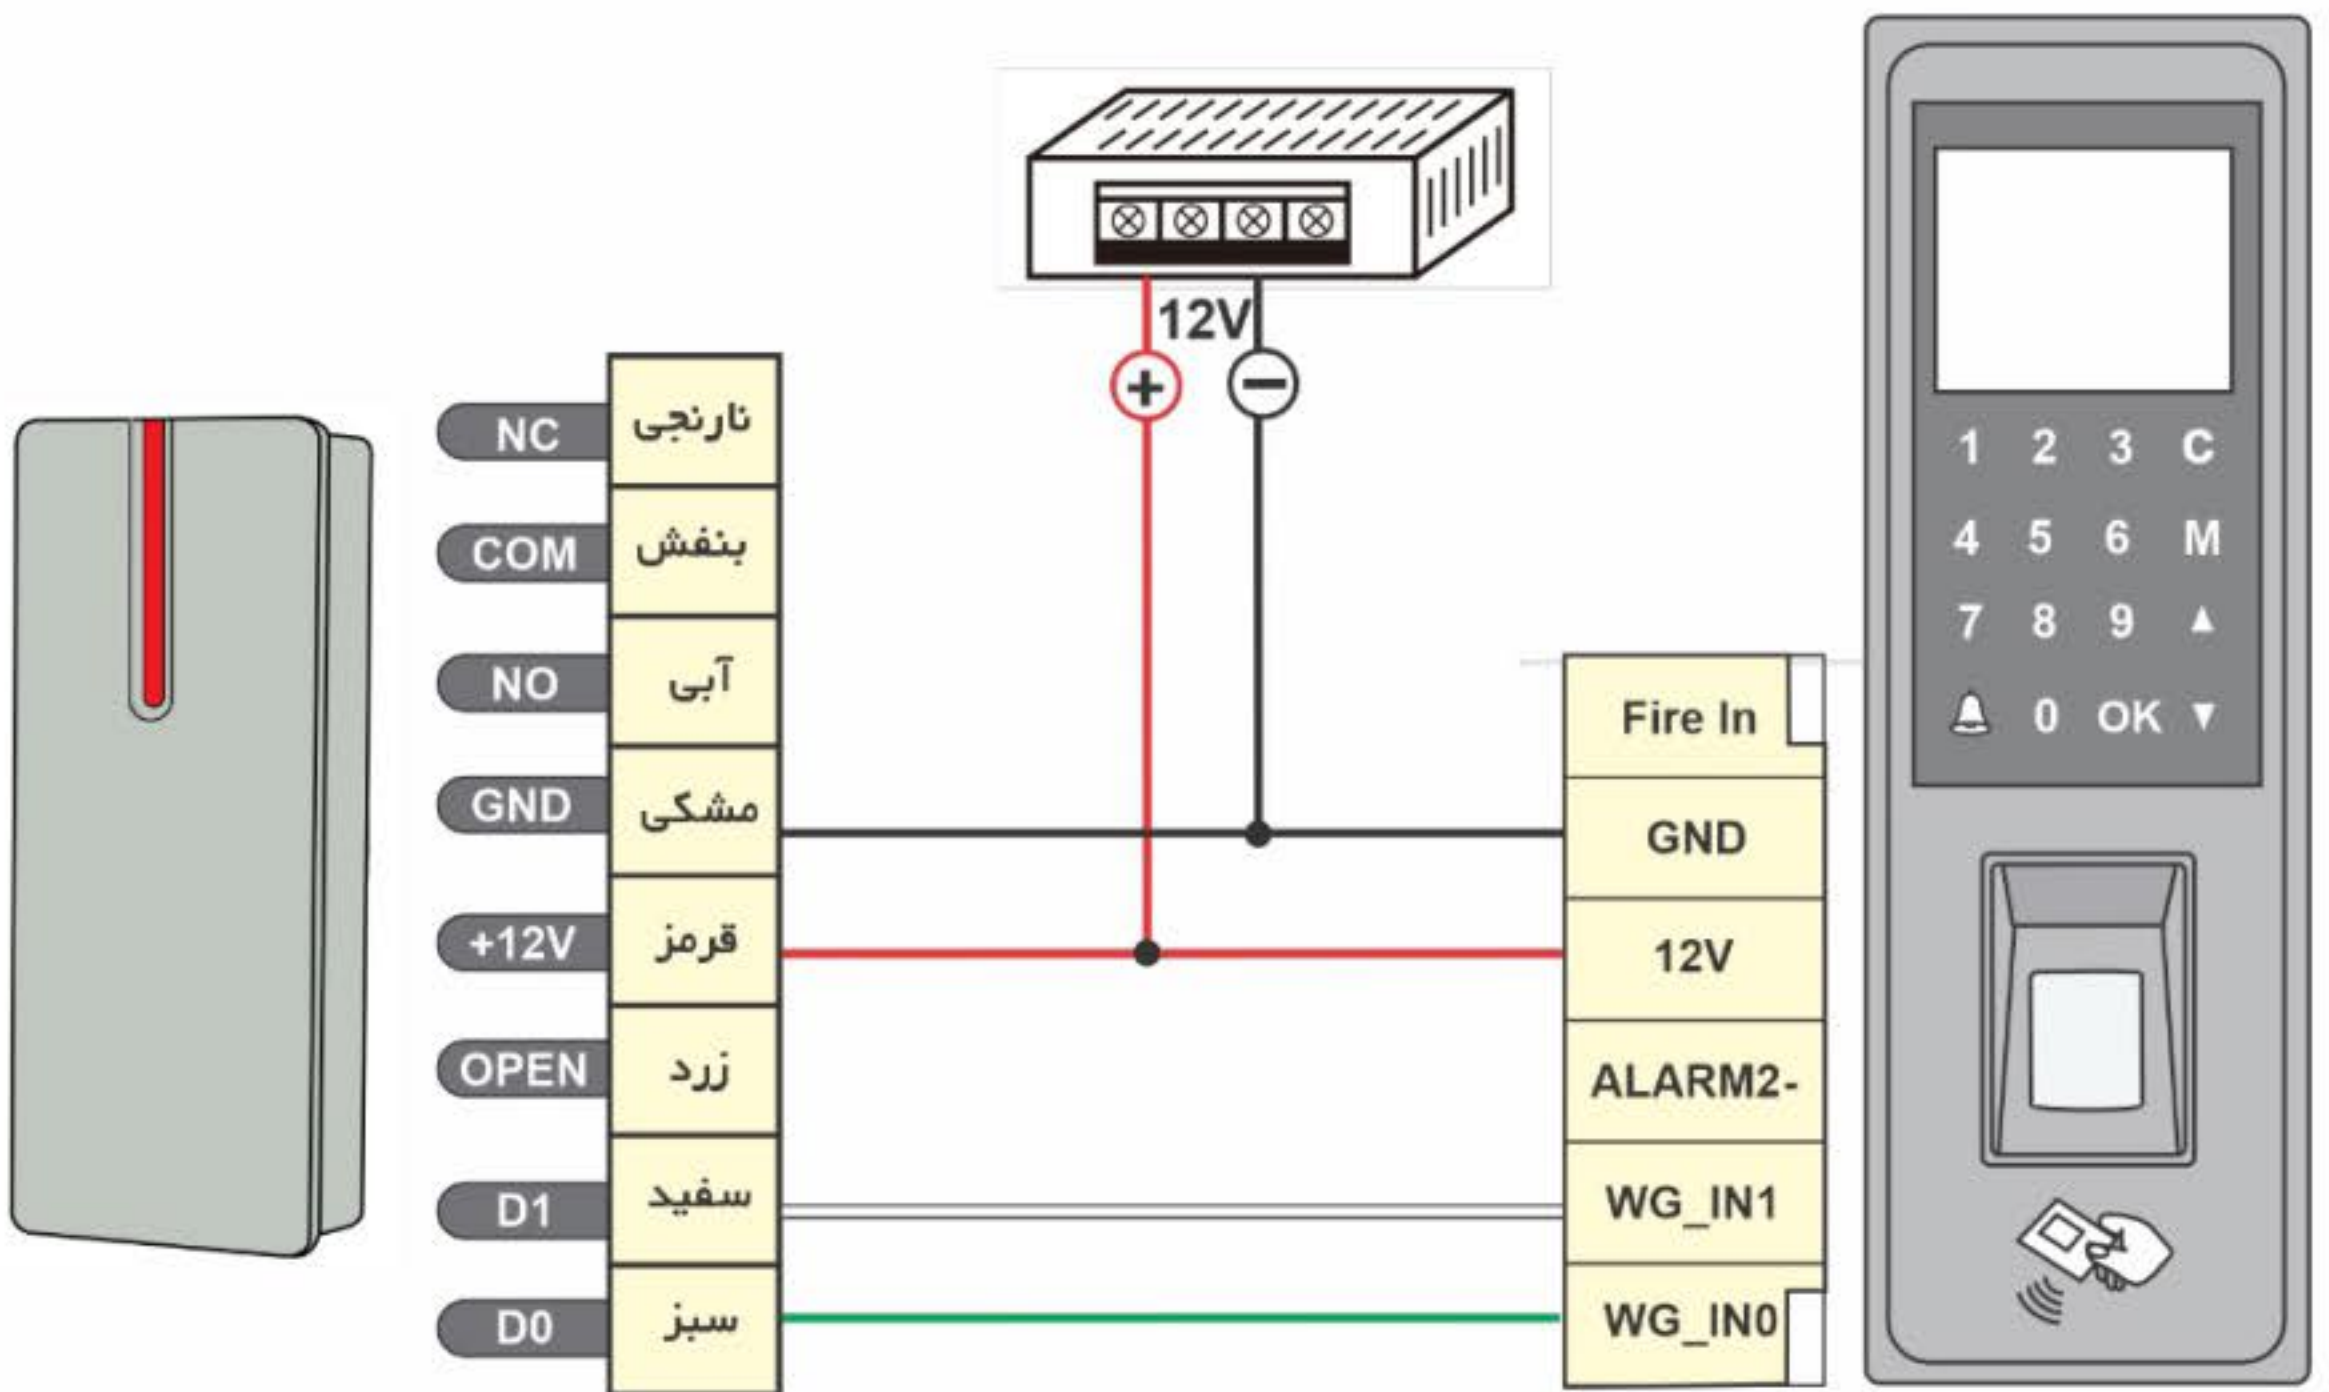 12V
+
−
NC نارنجی
COM بنفش
NO آبی
GND مشکی
+12V قرمز
OPEN زرد
D1 سفید
D0 سبز
Fire In
GND
12V
ALARM2-
WG_IN1
WG_IN0
1 2 3 C
4 5 6 M
7 8 9 ▲
0 OK ▼